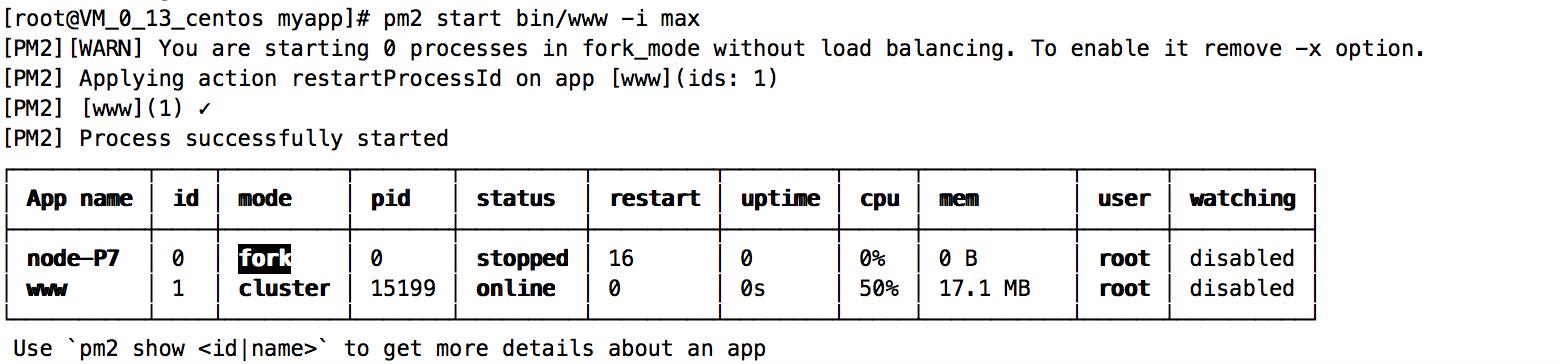 [root@VM_0_13_centos myapp]# pm2 start bin/www -i max
[PM2][WARN] You are starting 0 processes in fork_mode without load balancing. To enable it remove -x option.
[PM2] Applying action restartProcessId on app [www](ids: 1)
[PM2] [www](1) ✓
[PM2] Process successfully started
App name id mode pid status restart uptime cpu mem user watching
node-P7 0 fork 0 stopped 16 0 0% 0 B root disabled
www 1 cluster 15199 online 0 0s 50% 17.1 MB root disabled
Use `pm2 show <id|name>` to get more details about an app